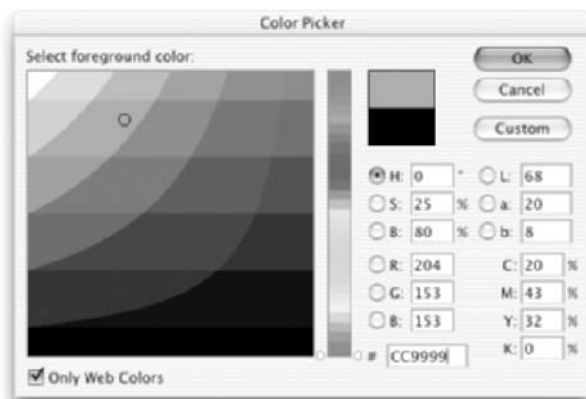 Color Picker
Select foreground color:
OK
Cancel
Custom
H: 0 °
S: 25 %
B: 80 %
R: 204
G: 153
B: 153
# CC9999
L: 68
a: 20
b: 8
C: 20 %
M: 43 %
Y: 32 %
K: 0 %
Only Web Colors